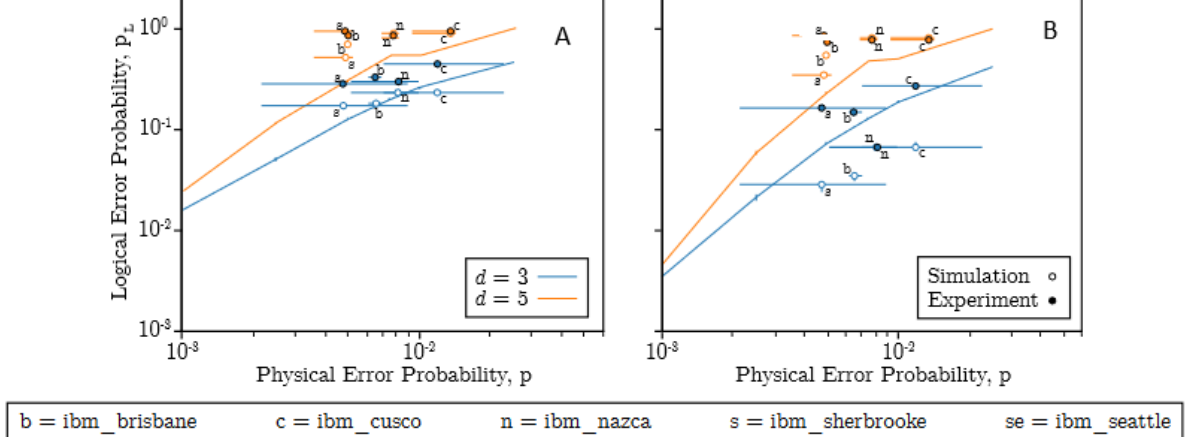 A
B
Logical Error Probability, p_L
10^0
10^-1
10^-2
10^-3
s b n c
b s n c
s b n c
s b n c
d = 3
d = 5
10^-3 10^-2
Physical Error Probability, p
s b n c
b s n c
s b n c
n b s c
Simulation
Experiment
10^-3 10^-2
Physical Error Probability, p
b = ibm_brisbane c = ibm_cusco n = ibm_nazca s = ibm_sherbrooke se = ibm_seattle